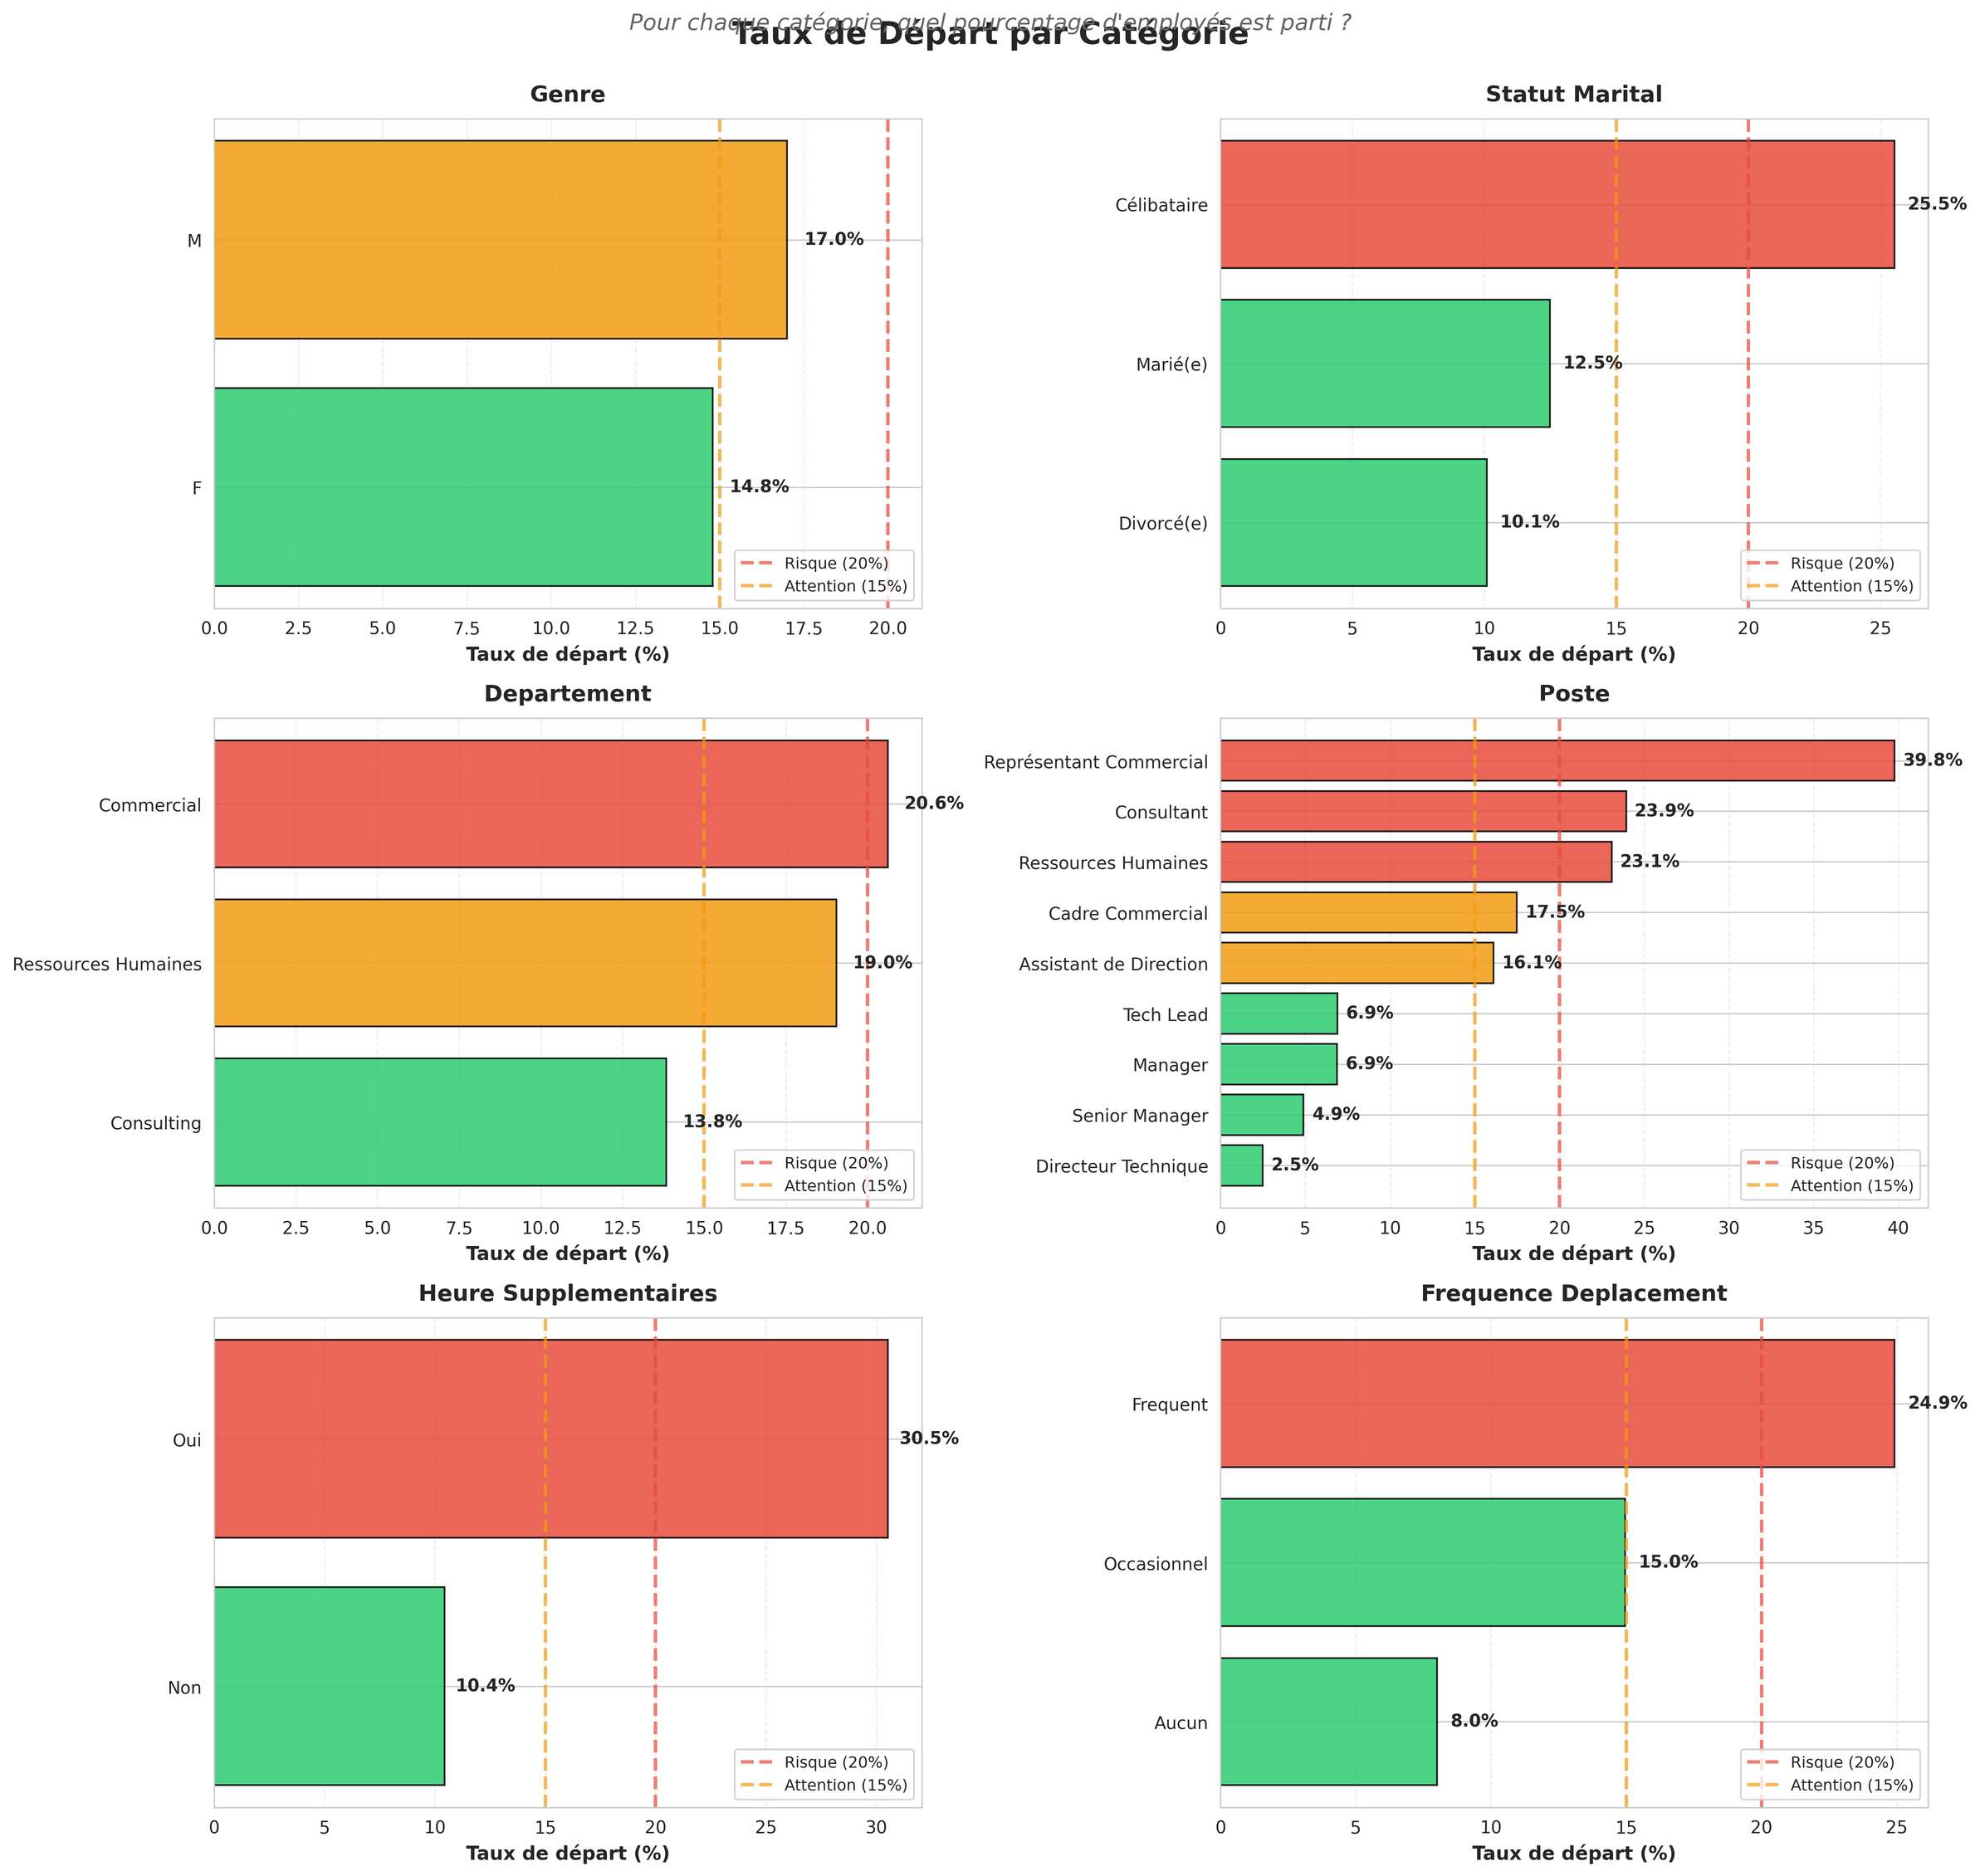 Pour chaque catégorie, quel pourcentage d'employés est parti ?
Taux de Départ par Catégorie
Genre
M
17.0%
F
14.8%
Risque (20%)
Attention (15%)
0.0 2.5 5.0 7.5 10.0 12.5 15.0 17.5 20.0
Taux de départ (%)
Statut Marital
Célibataire
25.5%
Marié(e)
12.5%
Divorcé(e)
10.1%
Risque (20%)
Attention (15%)
0 5 10 15 20 25
Taux de départ (%)
Departement
Commercial
20.6%
Ressources Humaines
19.0%
Consulting
13.8%
Risque (20%)
Attention (15%)
0.0 2.5 5.0 7.5 10.0 12.5 15.0 17.5 20.0
Taux de départ (%)
Poste
Représentant Commercial
39.8%
Consultant
23.9%
Ressources Humaines
23.1%
Cadre Commercial
17.5%
Assistant de Direction
16.1%
Tech Lead
6.9%
Manager
6.9%
Senior Manager
4.9%
Directeur Technique
2.5%
Risque (20%)
Attention (15%)
0 5 10 15 20 25 30 35 40
Taux de départ (%)
Heure Supplementaires
Oui
30.5%
Non
10.4%
Risque (20%)
Attention (15%)
0 5 10 15 20 25 30
Taux de départ (%)
Frequence Deplacement
Frequent
24.9%
Occasionnel
15.0%
Aucun
8.0%
Risque (20%)
Attention (15%)
0 5 10 15 20 25
Taux de départ (%)